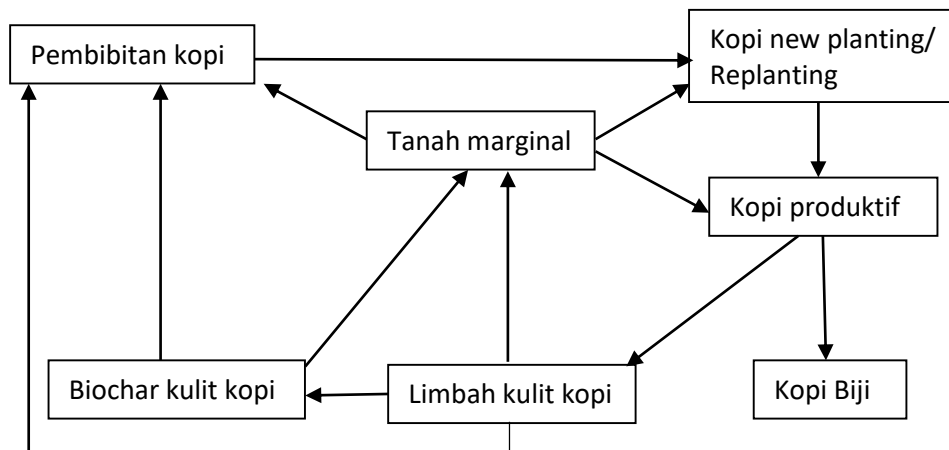 Pembibitan kopi
Kopi new planting/
Replanting
Tanah marginal
Kopi produktif
Biochar kulit kopi
Limbah kulit kopi
Kopi Biji